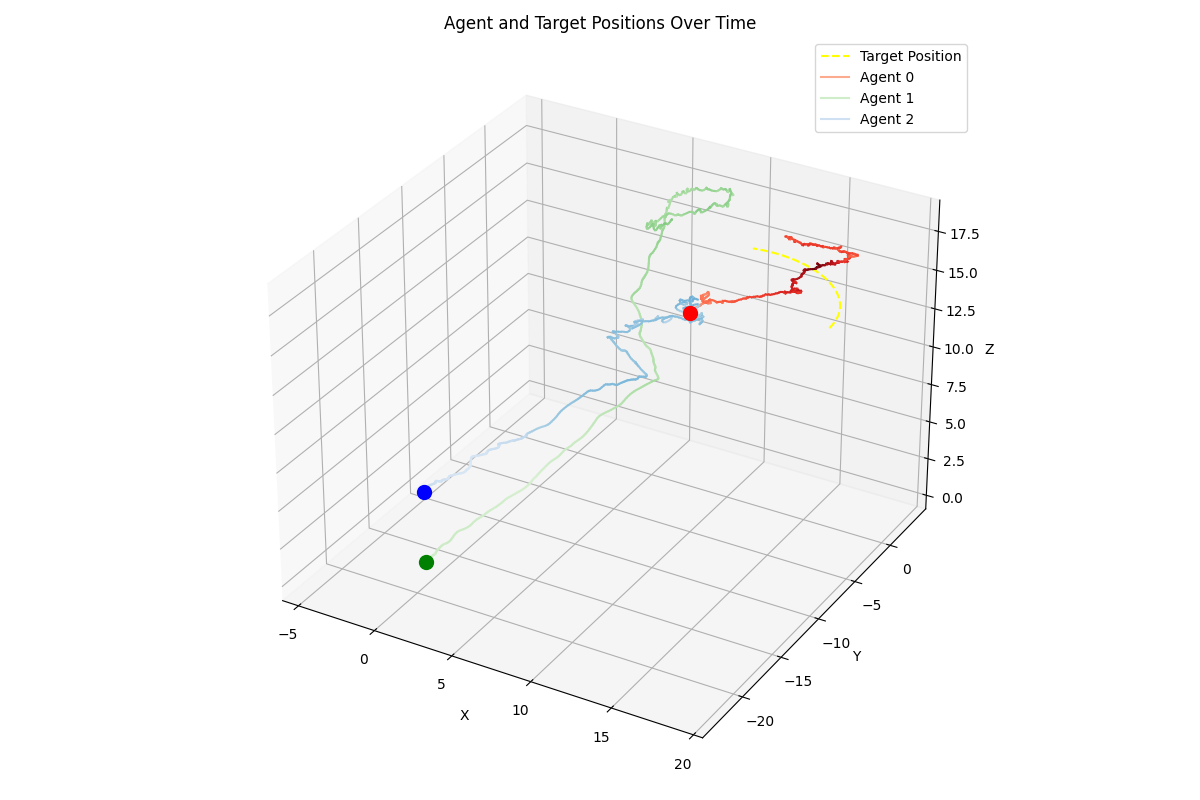 Agent and Target Positions Over Time
Target Position
Agent 0
Agent 1
Agent 2
17.5
15.0
12.5
10.0
7.5
5.0
2.5
0.0
Z
0
−5
−10
−15
−20
Y
−5
0
5
10
15
20
X